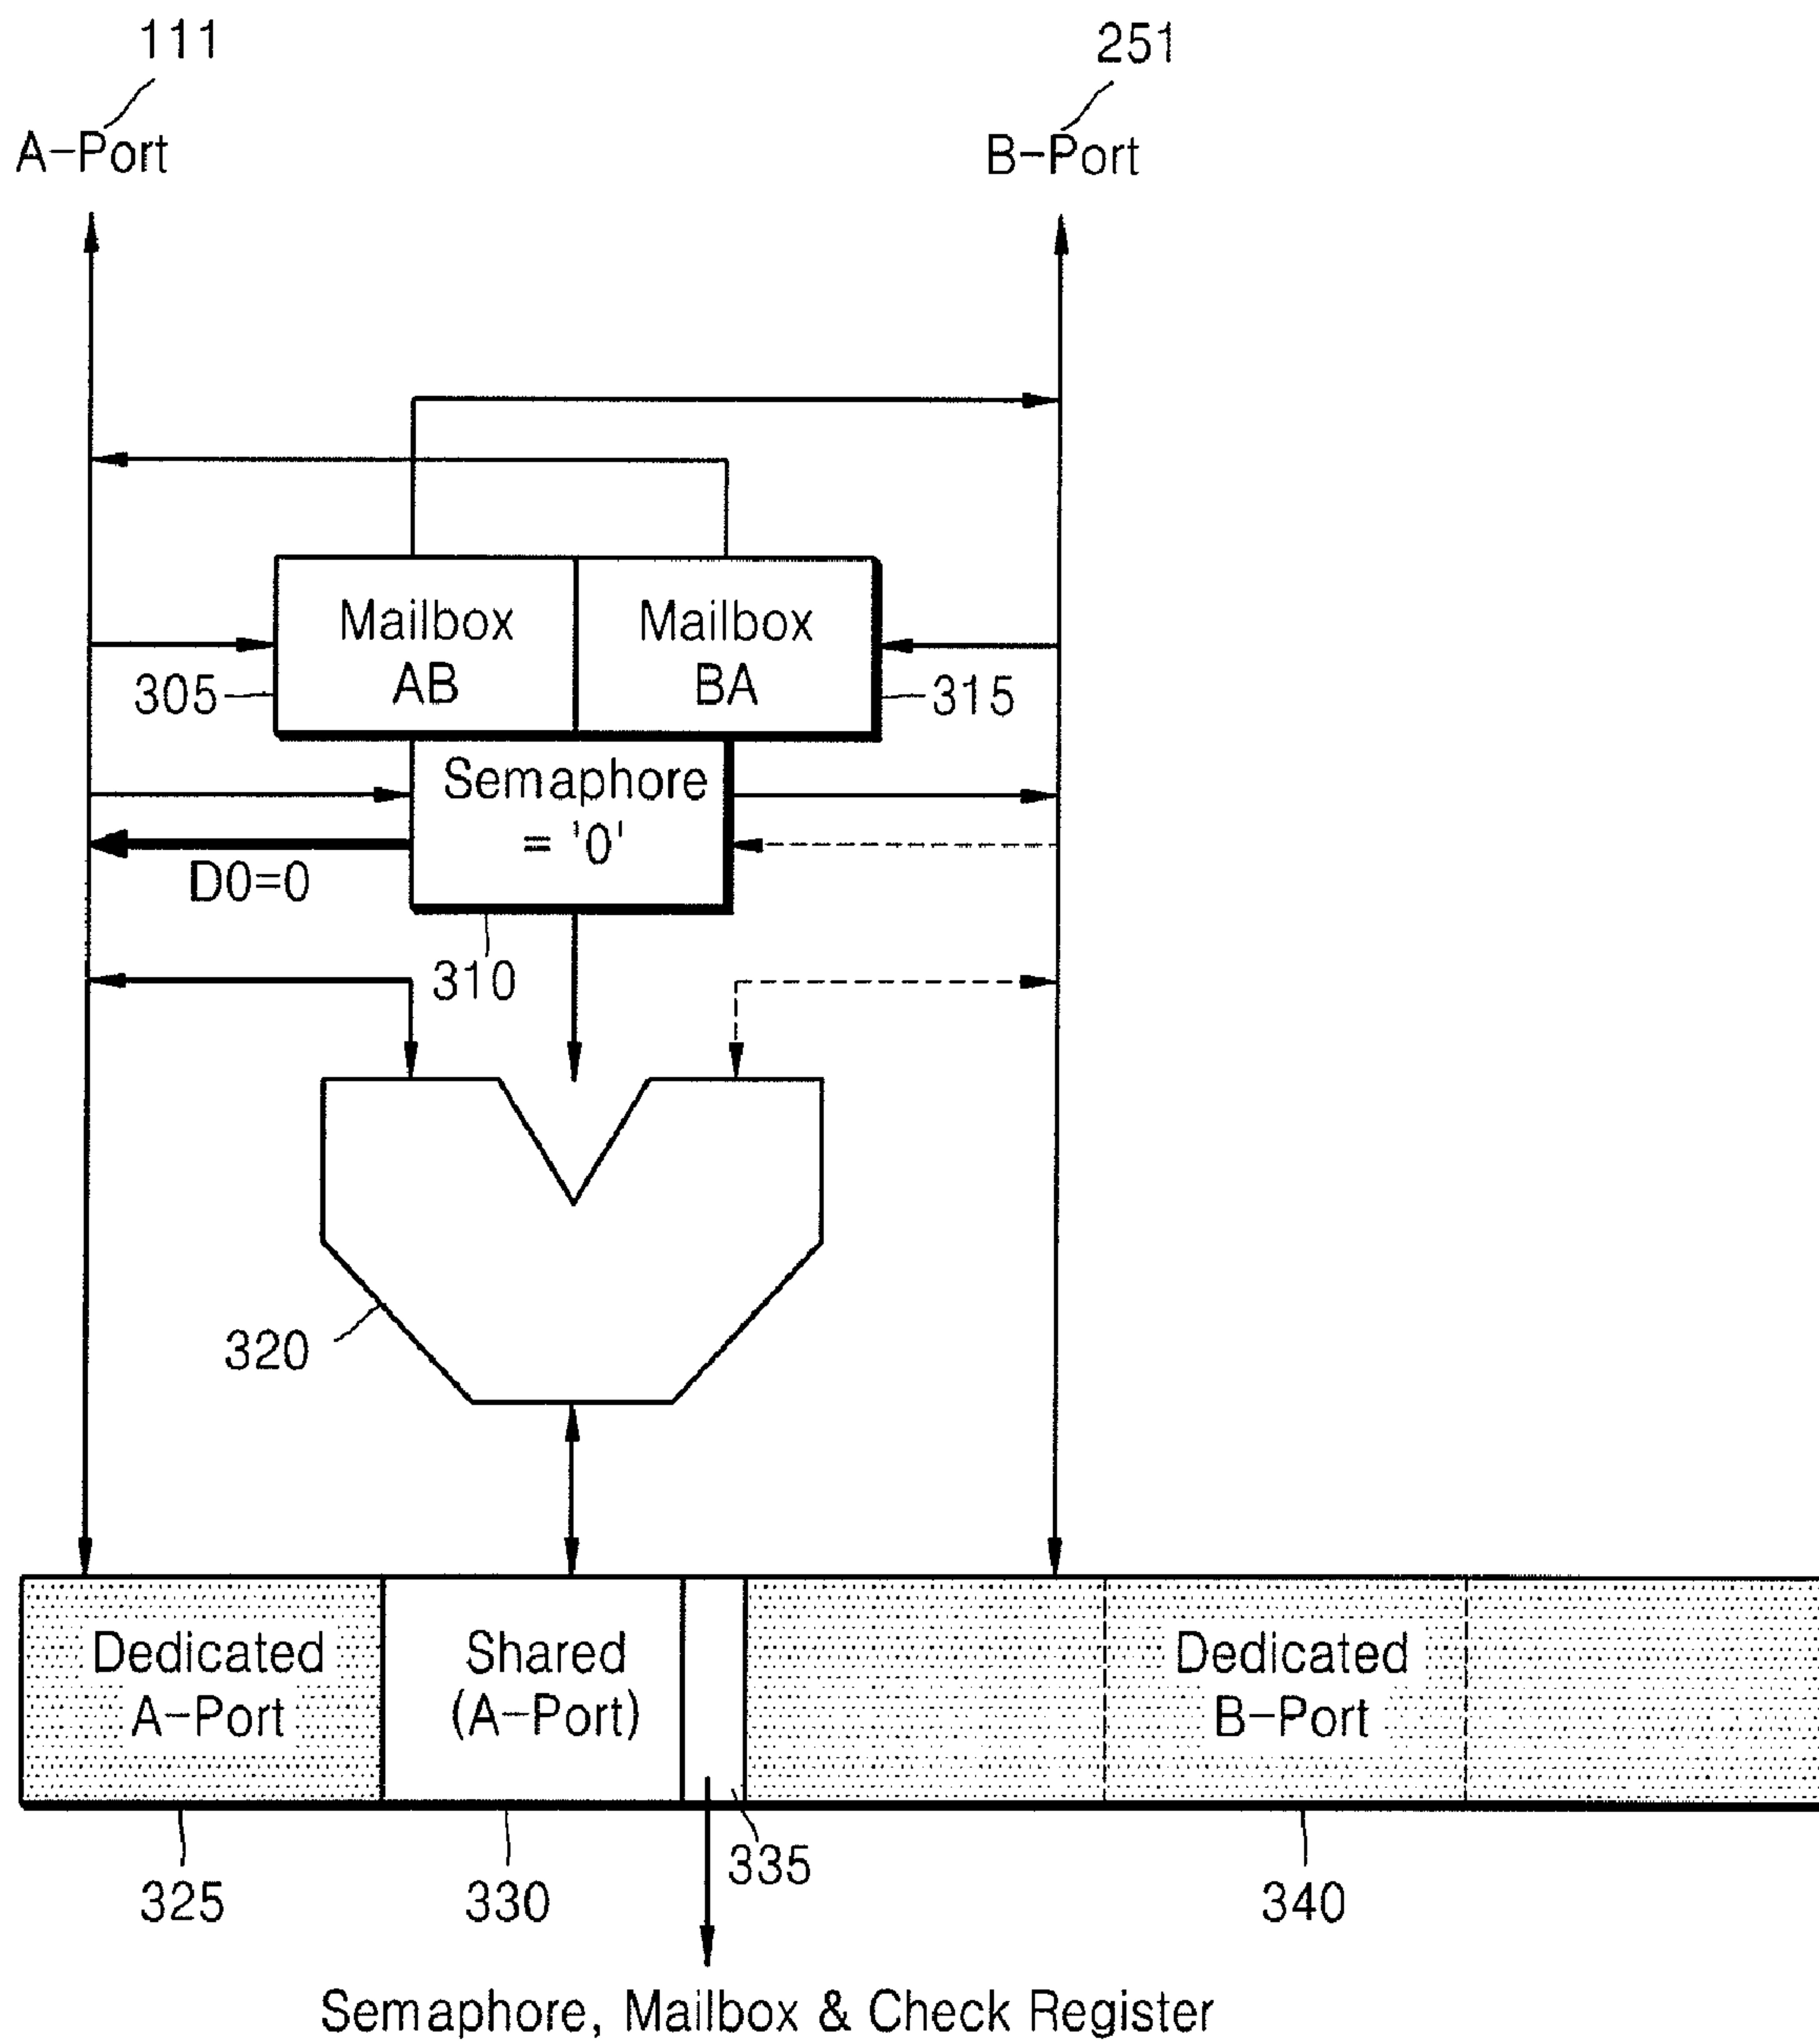 111
251
A-Port
B-Port
Mailbox
AB
Mailbox
BA
305
315
Semaphore
= '0'
D0=0
310
320
Dedicated
A-Port
Shared
(A-Port)
Dedicated
B-Port
335
325
330
340
Semaphore, Mailbox & Check Register